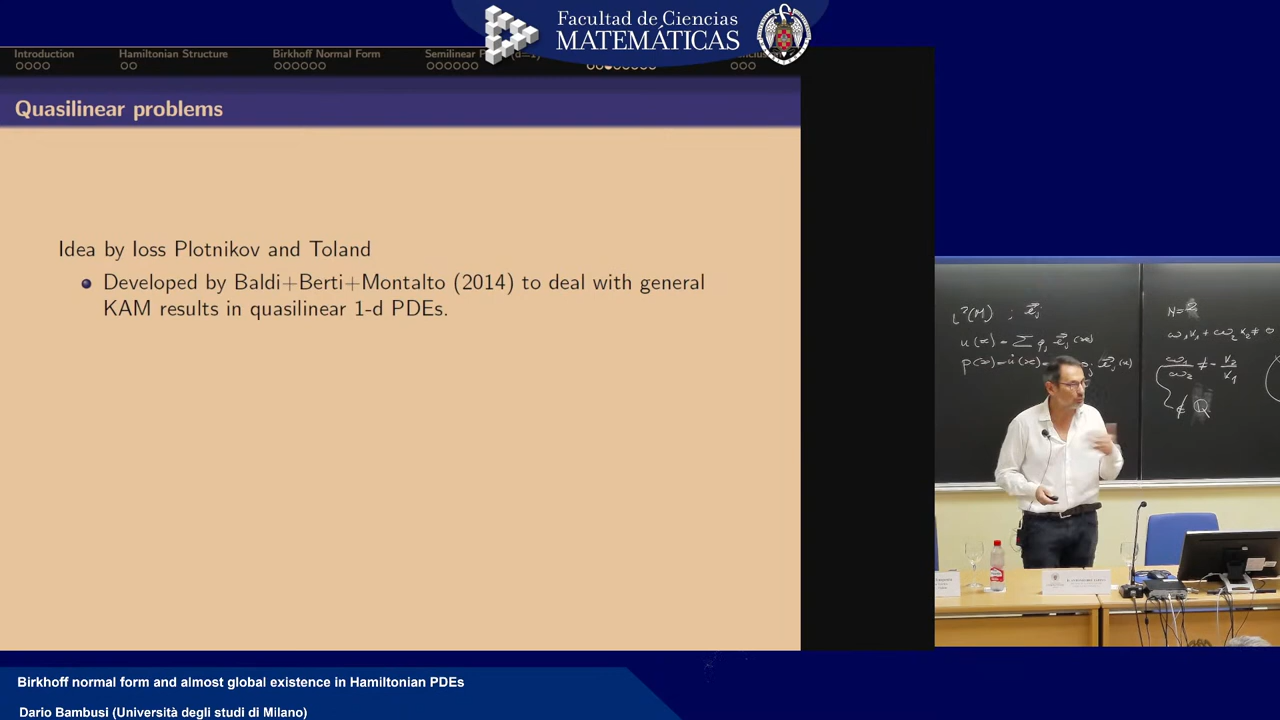 Facultad de Ciencias
MATEMÁTICAS
Introduction
Hamiltonian Structure
Birkhoff Normal Form
Semilinear
Quasilinear problems
Idea by Ioss Plotnikov and Toland
Developed by Baldi+Berti+Montalto (2014) to deal with general
KAM results in quasilinear 1-d PDEs.
N=2
Birkhoff normal form and almost global existence in Hamiltonian PDEs
Dario Bambusi (Università degli studi di Milano)